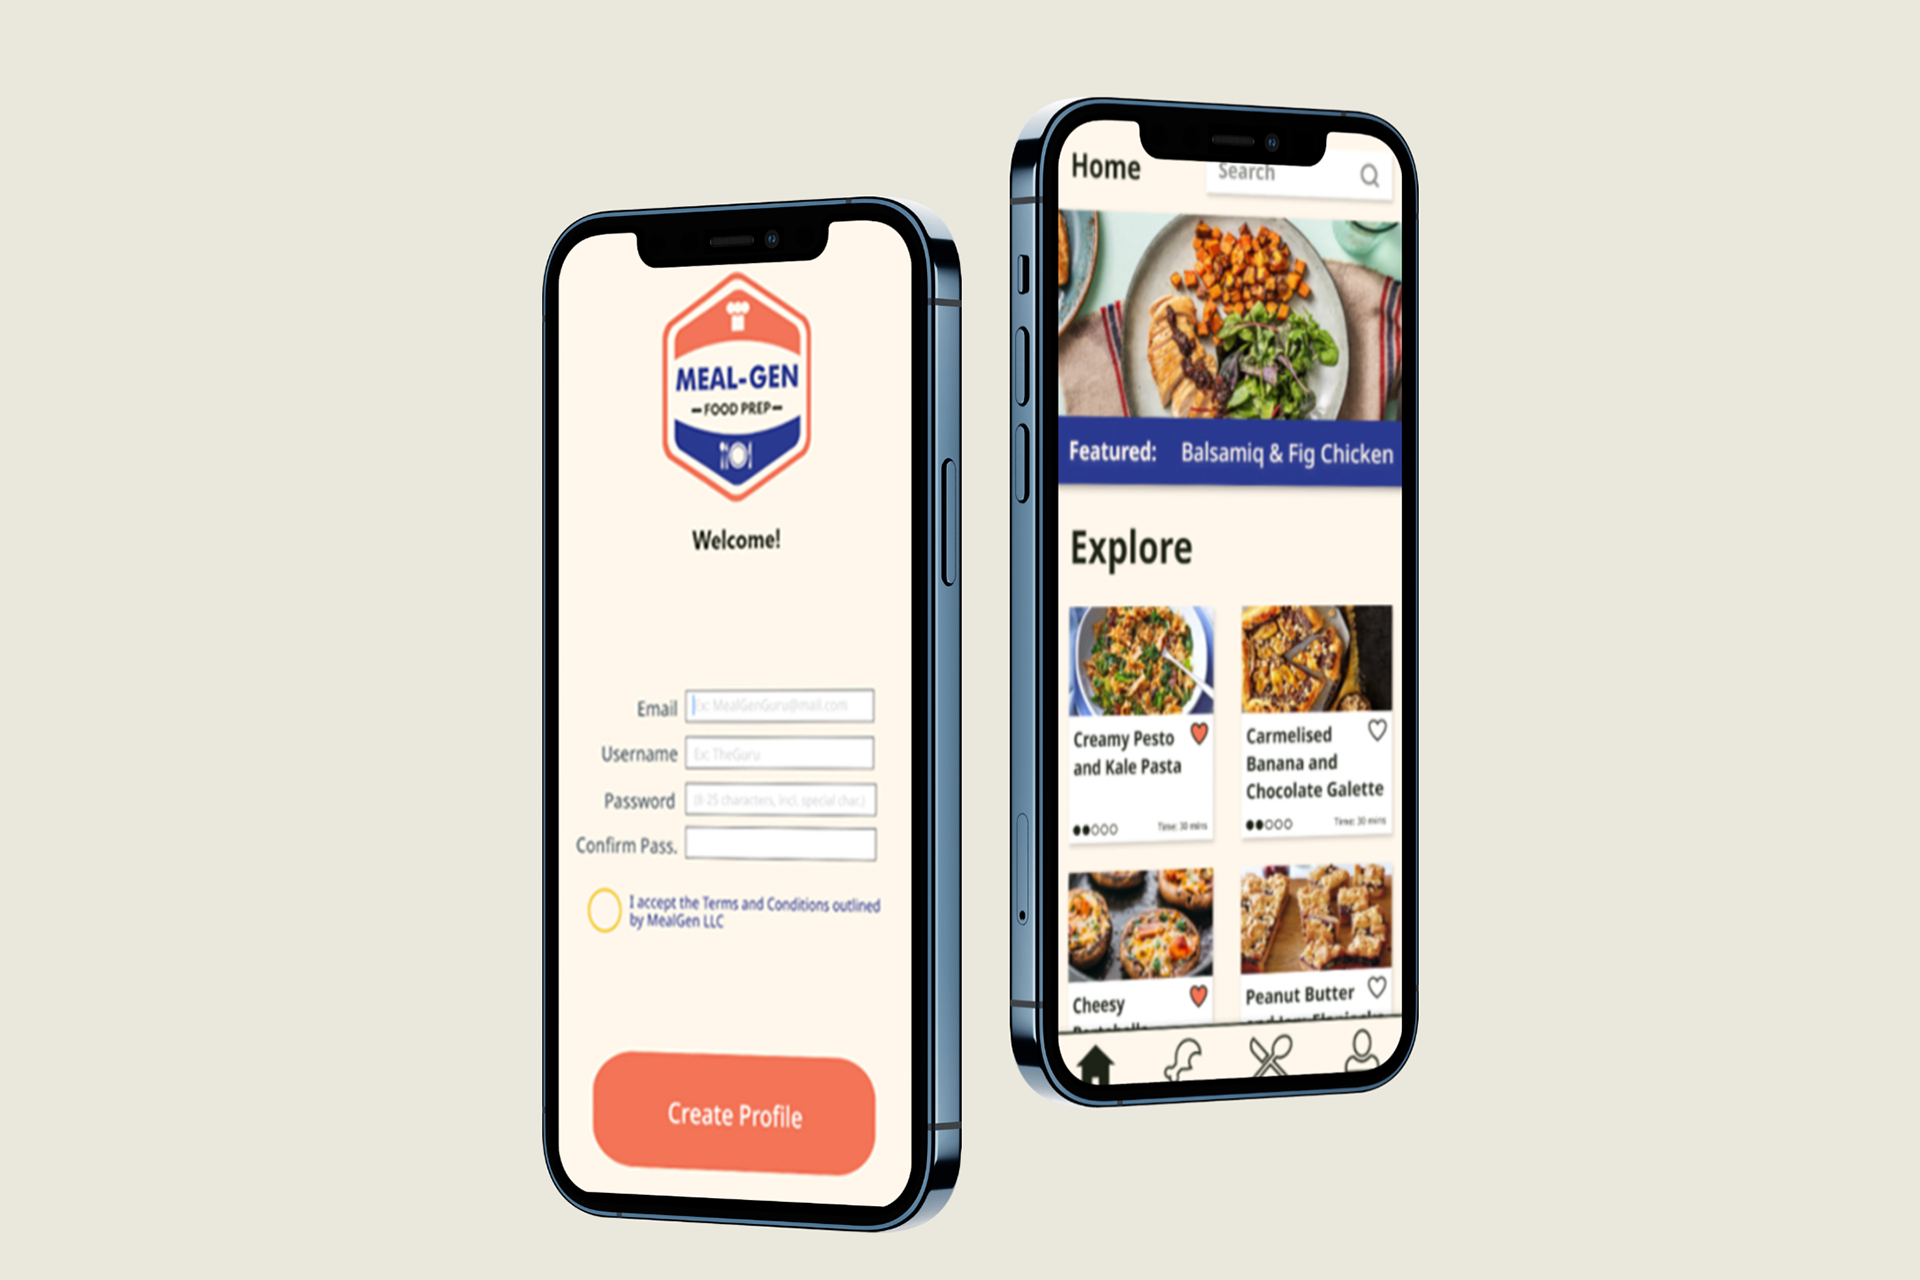 MEAL-GEN
FOOD PREP
Welcome!
Email
Ex: MealGenGuru@mail.com
Username
Ex: TheGuru
Password
(8-25 characters, incl. special char.)
Confirm Pass.
I accept the Terms and Conditions outlined
by MealGen LLC
Create Profile
Home
Search
Featured: Balsamiq & Fig Chicken
Explore
Creamy Pesto
and Kale Pasta
Time: 30 mins
Carmelised
Banana and
Chocolate Galette
Time: 30 mins
Cheesy
Peanut Butter